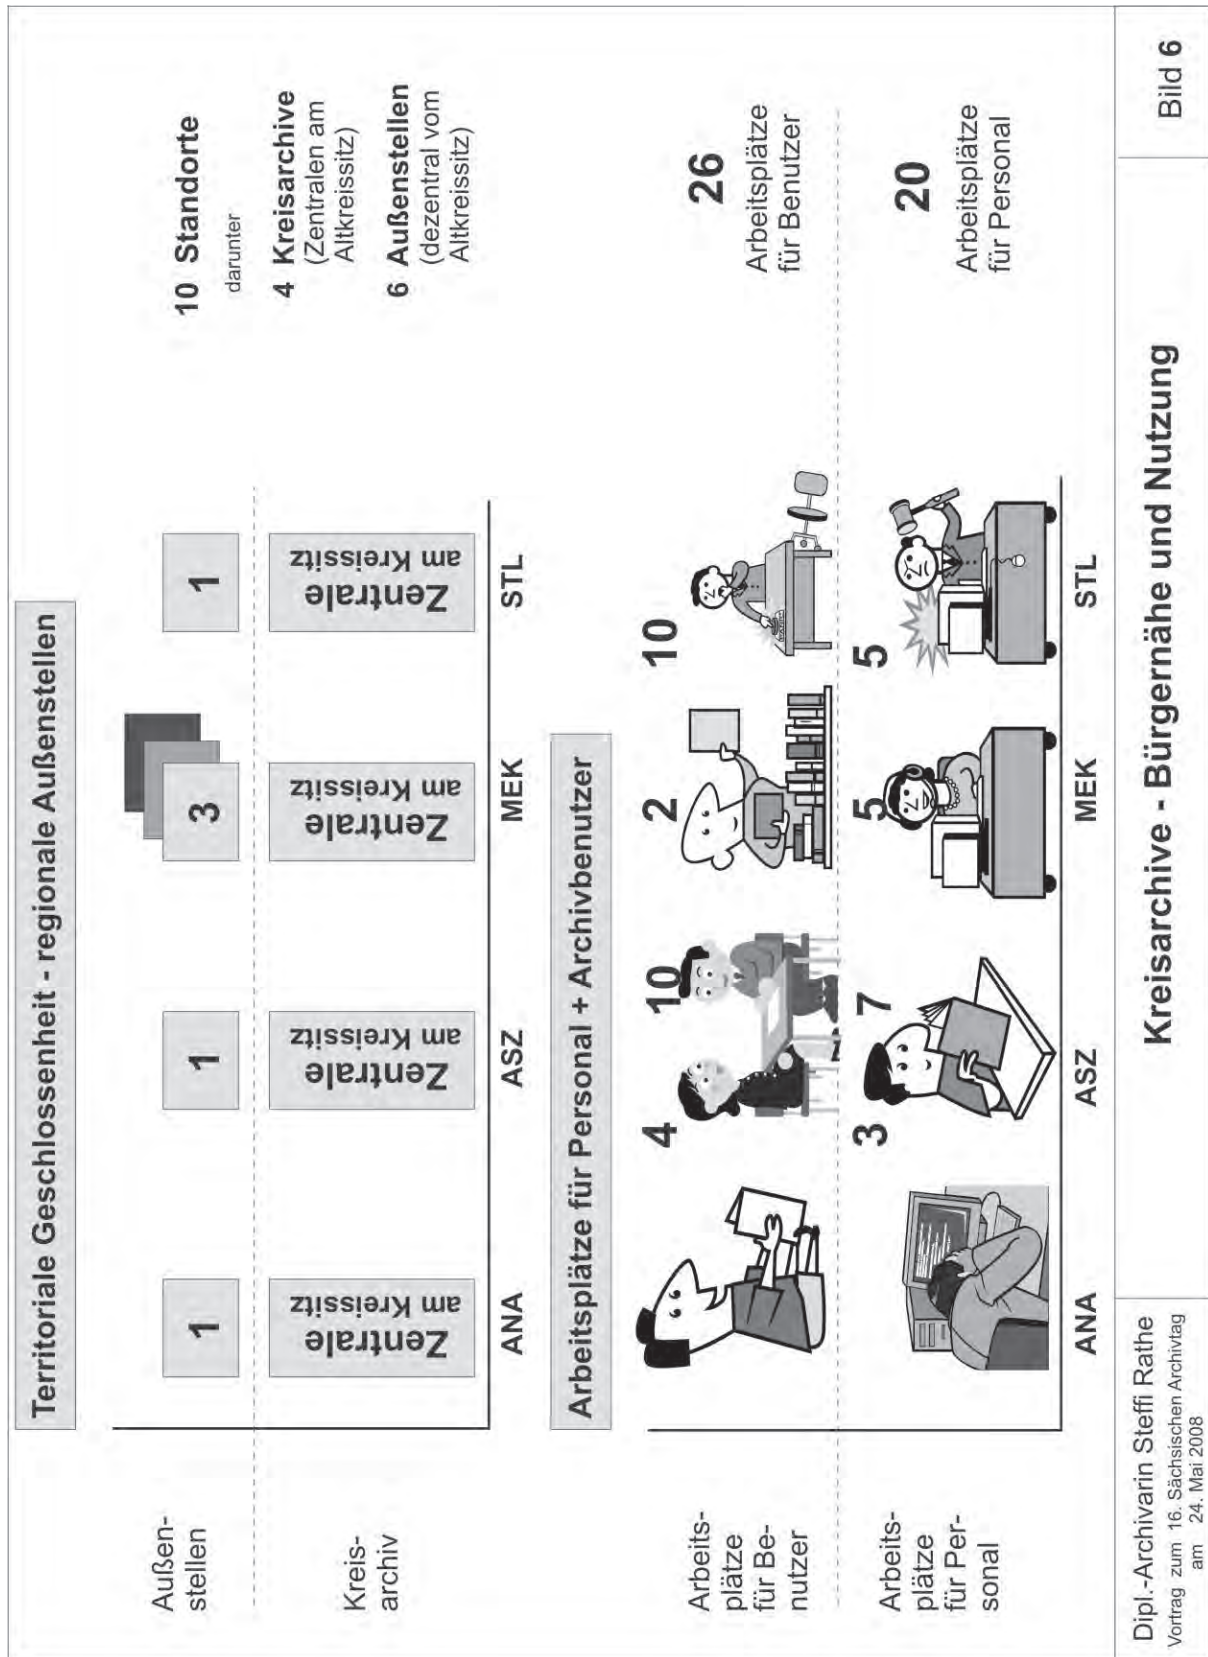 Territoriale Geschlossenheit - regionale Außenstellen
Außen-
stellen
1
1
3
1
Kreis-
archiv
Zentrale
am Kreissitz
Zentrale
am Kreissitz
Zentrale
am Kreissitz
Zentrale
am Kreissitz
ANA
ASZ
MEK
STL
10 Standorte
darunter
4 Kreisarchive
(Zentralen am
Altkreissitz)
6 Außenstellen
(dezentral vom
Altkreissitz)
Arbeitsplätze für Personal + Archivbenutzer
Arbeits-
plätze
für Be-
nutzer
4
10
2
10
26
Arbeitsplätze
für Benutzer
Arbeits-
plätze
für Per-
sonal
3
7
5
5
20
Arbeitsplätze
für Personal
ANA
ASZ
MEK
STL
Dipl.-Archivarin Steffi Rathe
Vortrag zum 16. Sächsischen Archivtag
am 24. Mai 2008
Kreisarchive - Bürgernähe und Nutzung
Bild 6